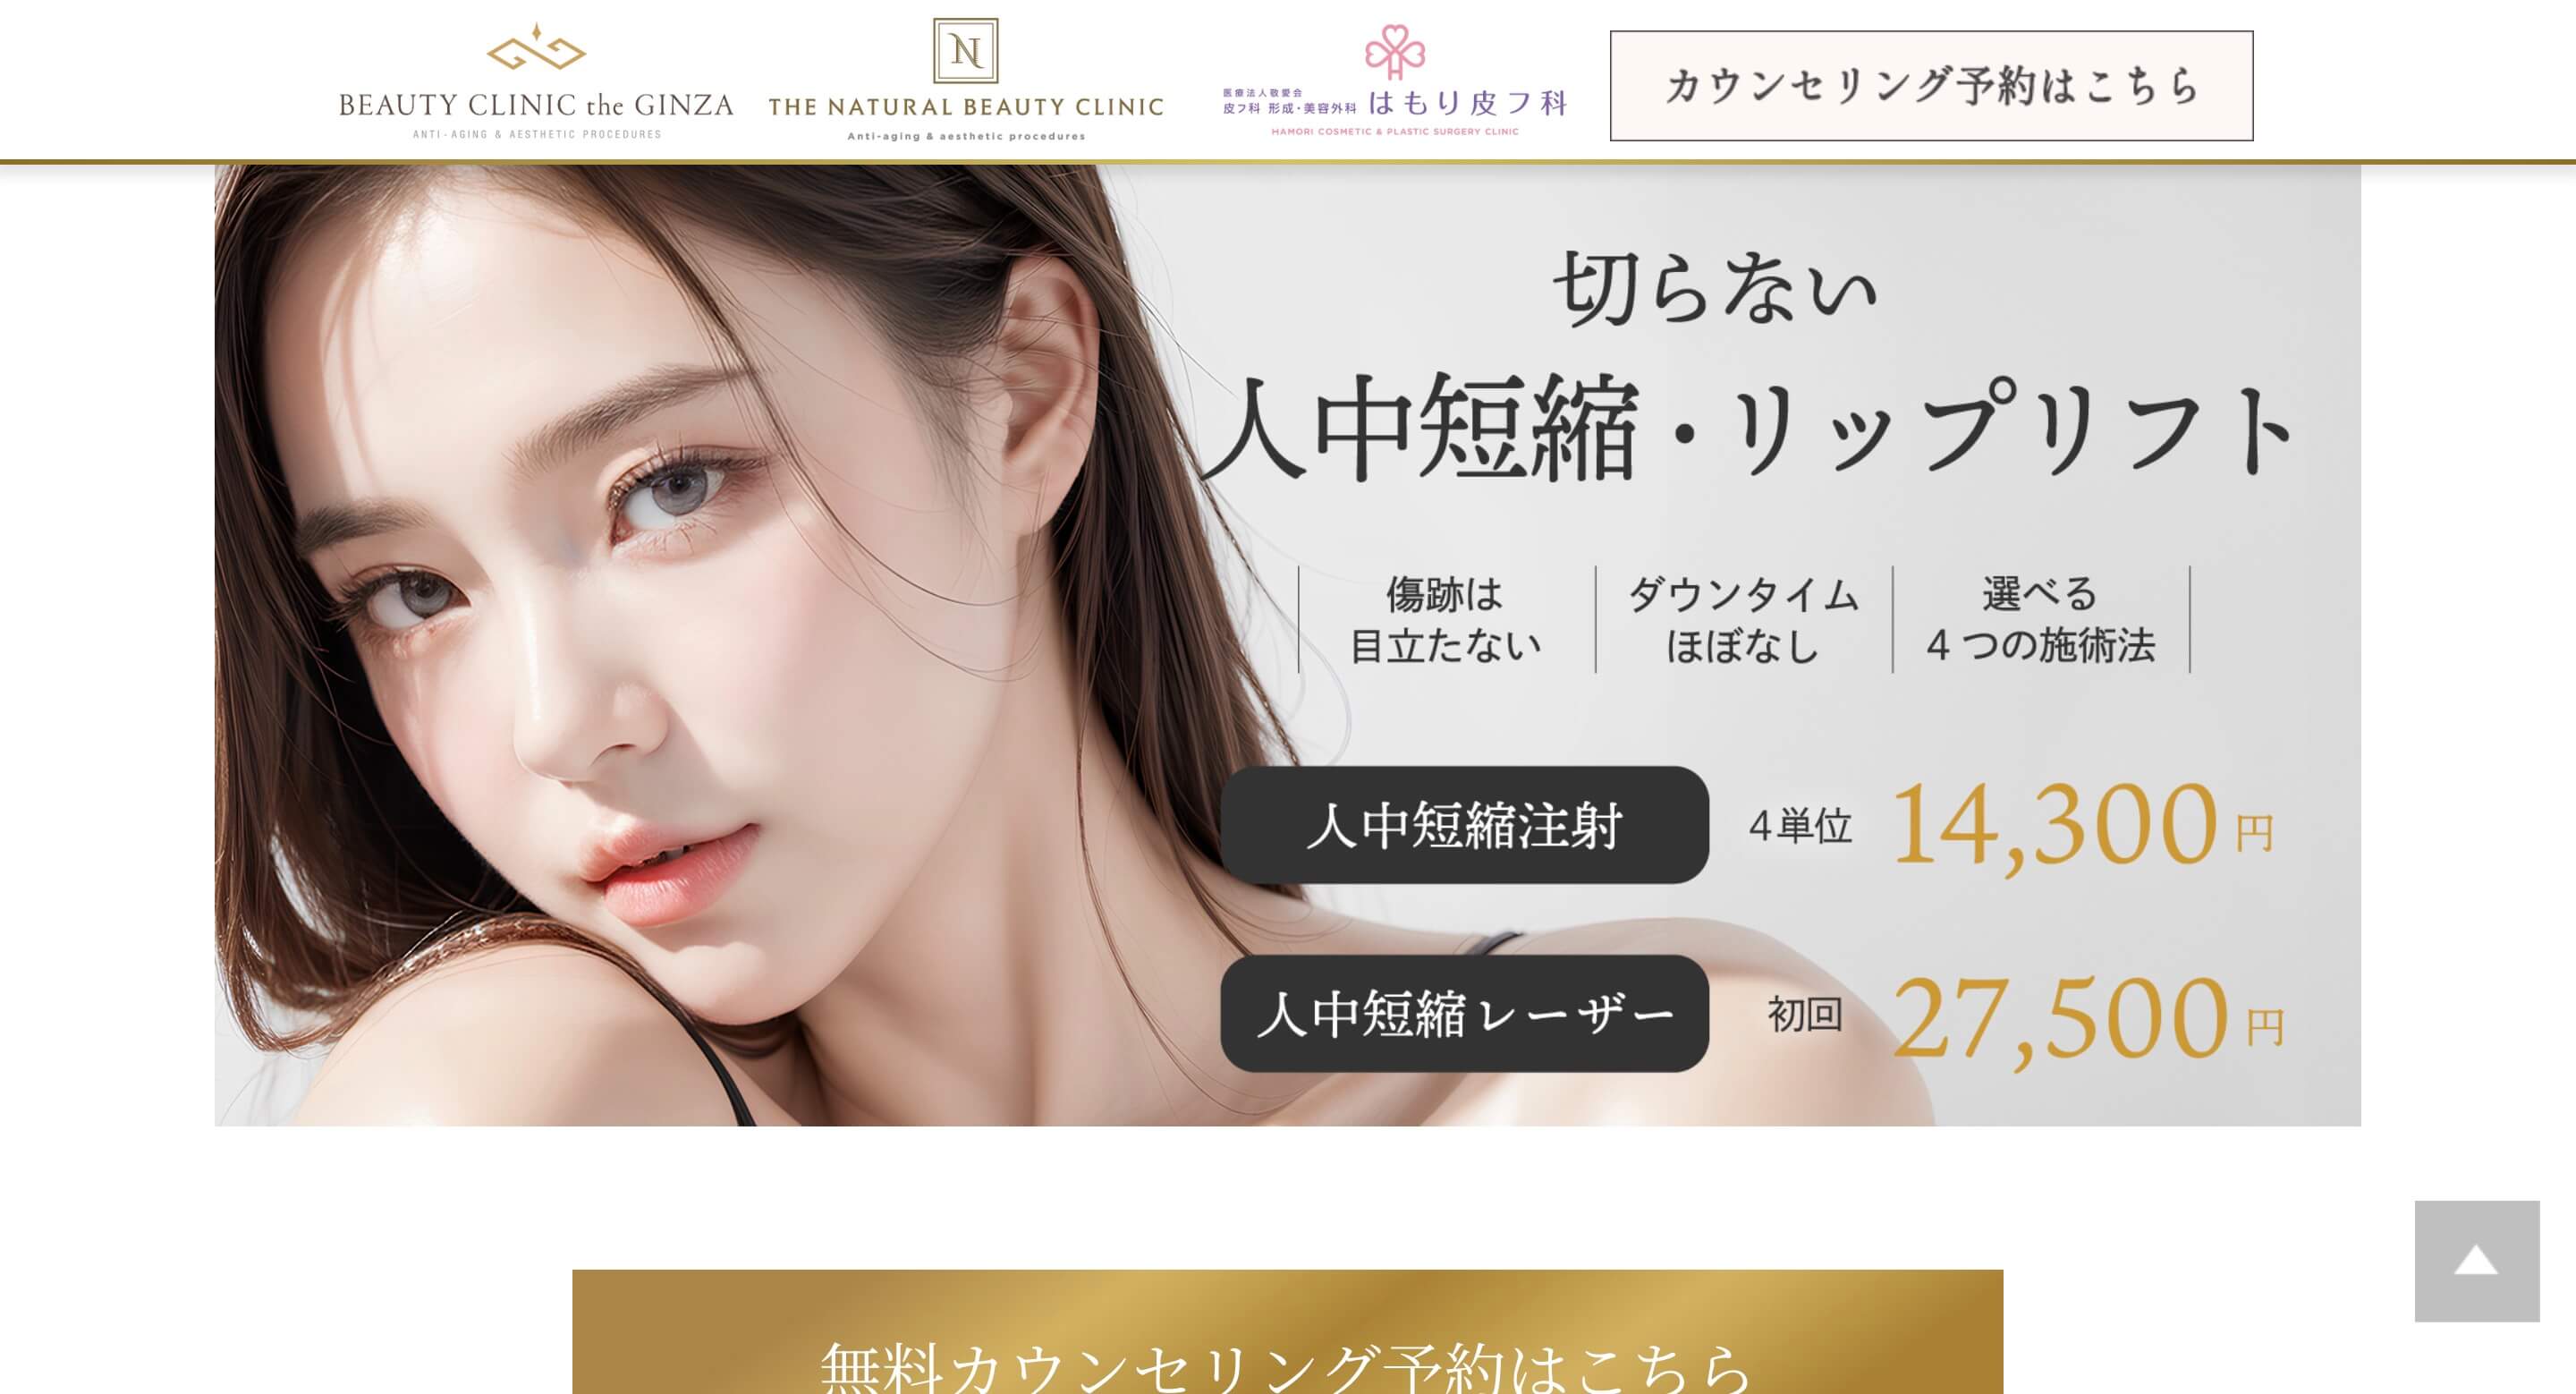 BEAUTY CLINIC the GINZA
ANTI-AGING & AESTHETIC PROCEDURES
N
THE NATURAL BEAUTY CLINIC
Anti-aging & aesthetic procedures
医療法人敬愛会
皮フ科 形成・美容外科 はもり皮フ科
HAMORI COSMETIC & PLASTIC SURGERY CLINIC
カウンセリング予約はこちら
切らない
人中短縮・リップリフト
傷跡は
目立たない
ダウンタイム
ほぼなし
選べる
4つの施術法
人中短縮注射 4単位 14,300円
人中短縮レーザー 初回 27,500円
無料カウンセリング予約はこちら